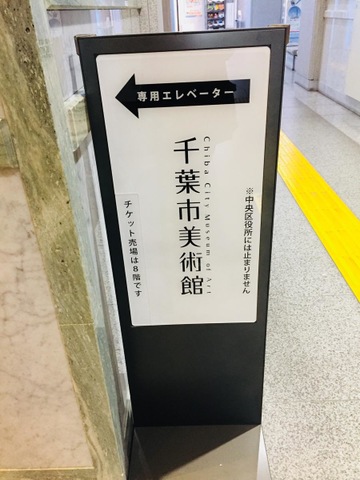 専用エレベーター
※中央区役所には止まりません
Chiba City Museum of Art
千葉市美術館
チケット売場は8階です